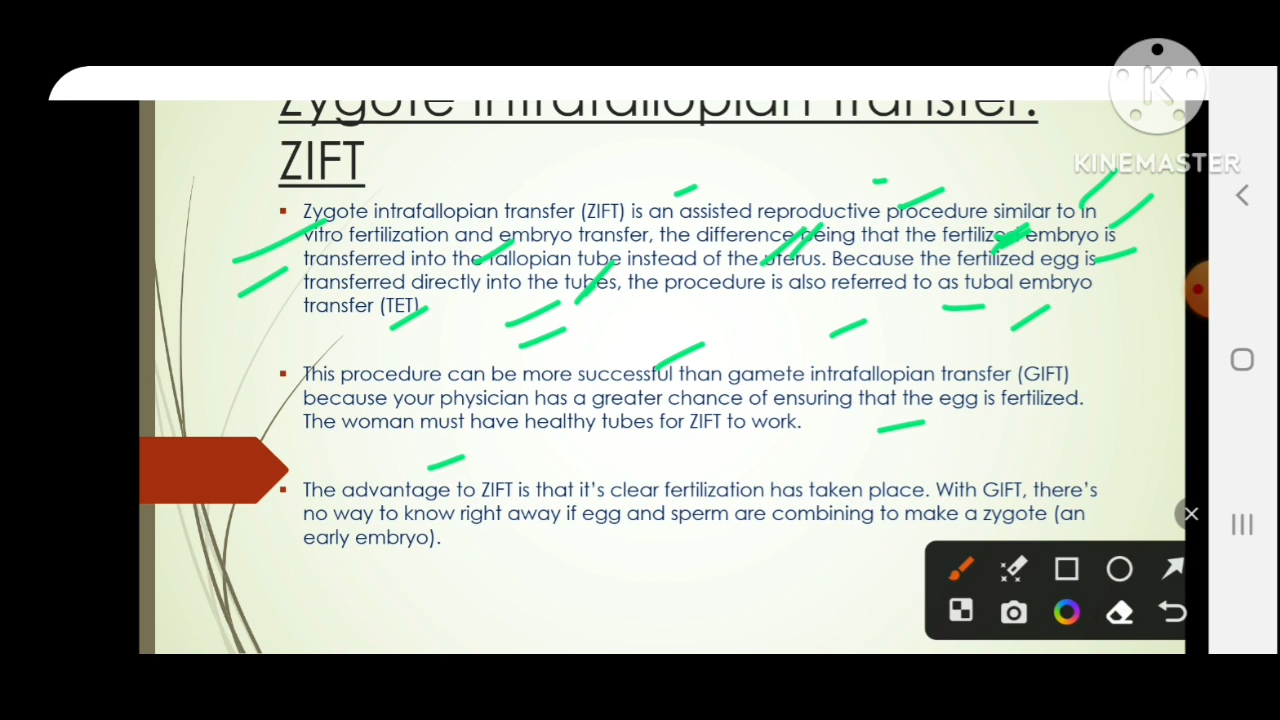 Zygote Intrafallopian Transfer:
ZIFT
K
KINEMASTER
Zygote intrafallopian transfer (ZIFT) is an assisted reproductive procedure similar to in
vitro fertilization and embryo transfer, the difference being that the fertilized embryo is
transferred into the fallopian tube instead of the uterus. Because the fertilized egg is
transferred directly into the tubes, the procedure is also referred to as tubal embryo
transfer (TET).
This procedure can be more successful than gamete intrafallopian transfer (GIFT)
because your physician has a greater chance of ensuring that the egg is fertilized.
The woman must have healthy tubes for ZIFT to work.
The advantage to ZIFT is that it's clear fertilization has taken place. With GIFT, there's
no way to know right away if egg and sperm are combining to make a zygote (an
early embryo).